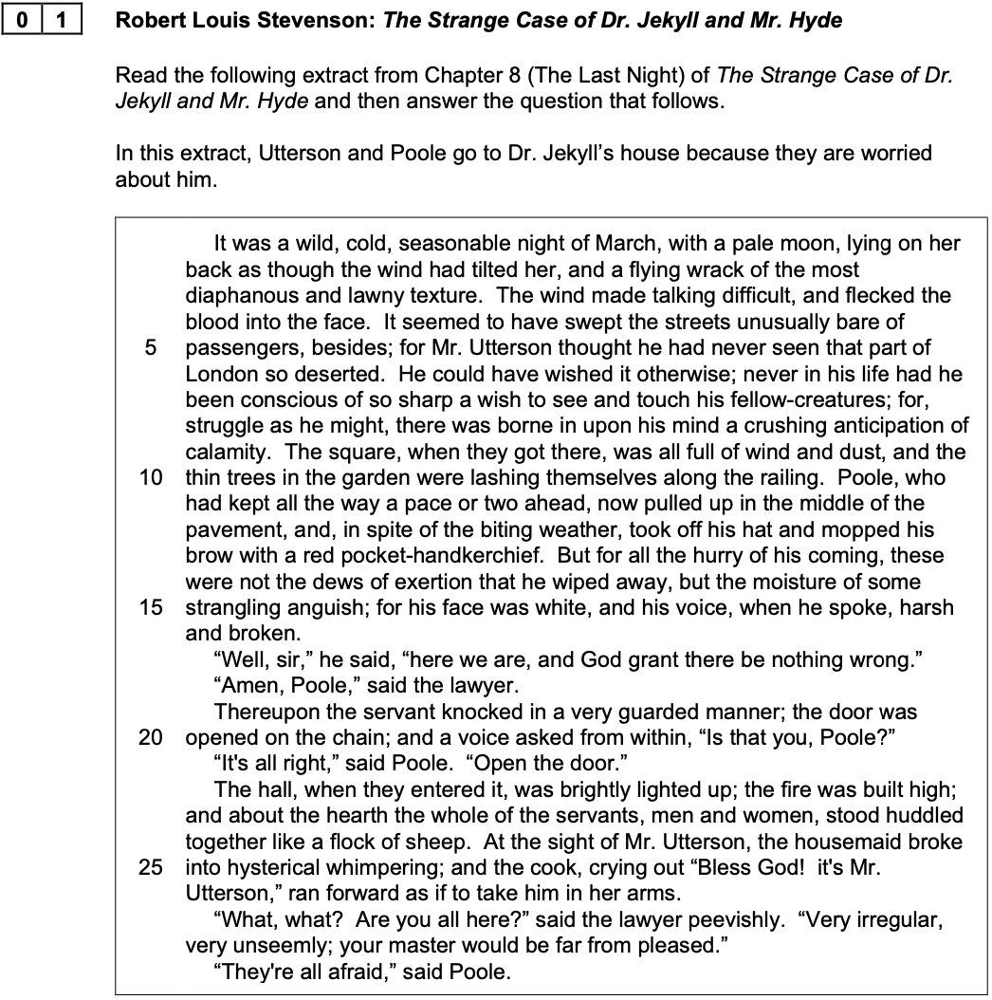 0 1 Robert Louis Stevenson: The Strange Case of Dr. Jekyll and Mr. Hyde
Read the following extract from Chapter 8 (The Last Night) of The Strange Case of Dr.
Jekyll and Mr. Hyde and then answer the question that follows.
In this extract, Utterson and Poole go to Dr. Jekyll’s house because they are worried
about him.
It was a wild, cold, seasonable night of March, with a pale moon, lying on her
back as though the wind had tilted her, and a flying wrack of the most
diaphanous and lawny texture. The wind made talking difficult, and flecked the
blood into the face. It seemed to have swept the streets unusually bare of
5 passengers, besides; for Mr. Utterson thought he had never seen that part of
London so deserted. He could have wished it otherwise; never in his life had he
been conscious of so sharp a wish to see and touch his fellow-creatures; for,
struggle as he might, there was borne in upon his mind a crushing anticipation of
calamity. The square, when they got there, was all full of wind and dust, and the
10 thin trees in the garden were lashing themselves along the railing. Poole, who
had kept all the way a pace or two ahead, now pulled up in the middle of the
pavement, and, in spite of the biting weather, took off his hat and mopped his
brow with a red pocket-handkerchief. But for all the hurry of his coming, these
were not the dews of exertion that he wiped away, but the moisture of some
15 strangling anguish; for his face was white, and his voice, when he spoke, harsh
and broken.
“Well, sir,” he said, “here we are, and God grant there be nothing wrong.”
“Amen, Poole,” said the lawyer.
Thereupon the servant knocked in a very guarded manner; the door was
20 opened on the chain; and a voice asked from within, “Is that you, Poole?”
“It's all right,” said Poole. “Open the door.”
The hall, when they entered it, was brightly lighted up; the fire was built high;
and about the hearth the whole of the servants, men and women, stood huddled
together like a flock of sheep. At the sight of Mr. Utterson, the housemaid broke
25 into hysterical whimpering; and the cook, crying out “Bless God! it's Mr.
Utterson,” ran forward as if to take him in her arms.
“What, what? Are you all here?” said the lawyer peevishly. “Very irregular,
very unseemly; your master would be far from pleased.”
“They're all afraid,” said Poole.